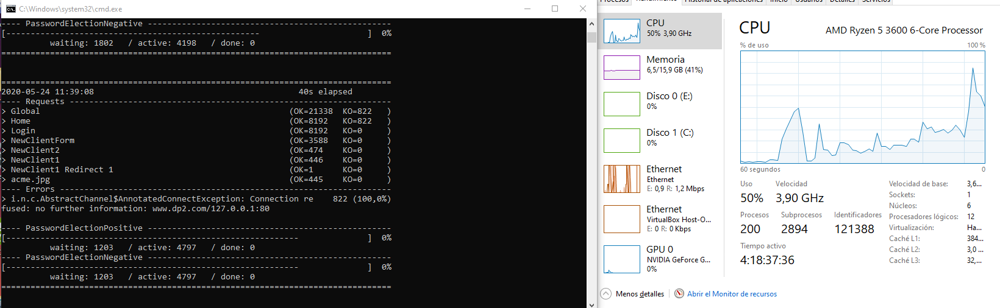 C:\Windows\system32\cmd.exe
---- PasswordElectionNegative --------------------------------------------------
[-----------------------------------------------------                      ]  0%
          waiting: 1802   / active: 4198   / done: 0
================================================================================
================================================================================
2020-05-24 11:39:08                                          40s elapsed
---- Requests ------------------------------------------------------------------
> Global                                                   (OK=21338  KO=822   )
> Home                                                     (OK=8192   KO=822   )
> Login                                                    (OK=8192   KO=0     )
> NewClientForm                                            (OK=3588   KO=0     )
> NewClient2                                               (OK=474    KO=0     )
> NewClient1                                               (OK=446    KO=0     )
> NewClient1 Redirect 1                                    (OK=1      KO=0     )
> acme.jpg                                                 (OK=445    KO=0     )
---- Errors --------------------------------------------------------------------
> i.n.c.AbstractChannel$AnnotatedConnectException: Connection re    822 (100,0%)
fused: no further information: www.dp2.com/127.0.0.1:80
---- PasswordElectionPositive --------------------------------------------------
[-------------------------------------------------------------              ]  0%
          waiting: 1203   / active: 4797   / done: 0
---- PasswordElectionNegative --------------------------------------------------
[-------------------------------------------------------------              ]  0%
          waiting: 1203   / active: 4797   / done: 0
================================================================================
Procesos Rendimiento Historial de aplicaciones Inicio Usuarios Detalles Servicios
CPU
50% 3,90 GHz
Memoria
6,5/15,9 GB (41%)
Disco 0 (E:)
0%
Disco 1 (C:)
0%
Ethernet
Ethernet
E: 0,9 R: 1,2 Mbps
Ethernet
VirtualBox Host-O...
E: 0 R: 0 Kbps
GPU 0
NVIDIA GeForce G...
0%
CPU AMD Ryzen 5 3600 6-Core Processor
% de uso 100 %
60 segundos 0
Uso Velocidad
50% 3,90 GHz
Procesos Subprocesos Identificadores
200 2894 121388
Tiempo activo
4:18:37:36
Velocidad de base: 3,6...
Sockets: 1
Núcleos: 6
Procesadores lógicos: 12
Virtualización: Ha...
Caché L1: 384...
Caché L2: 3,0 ...
Caché L3: 32,...
Menos detalles Abrir el Monitor de recursos